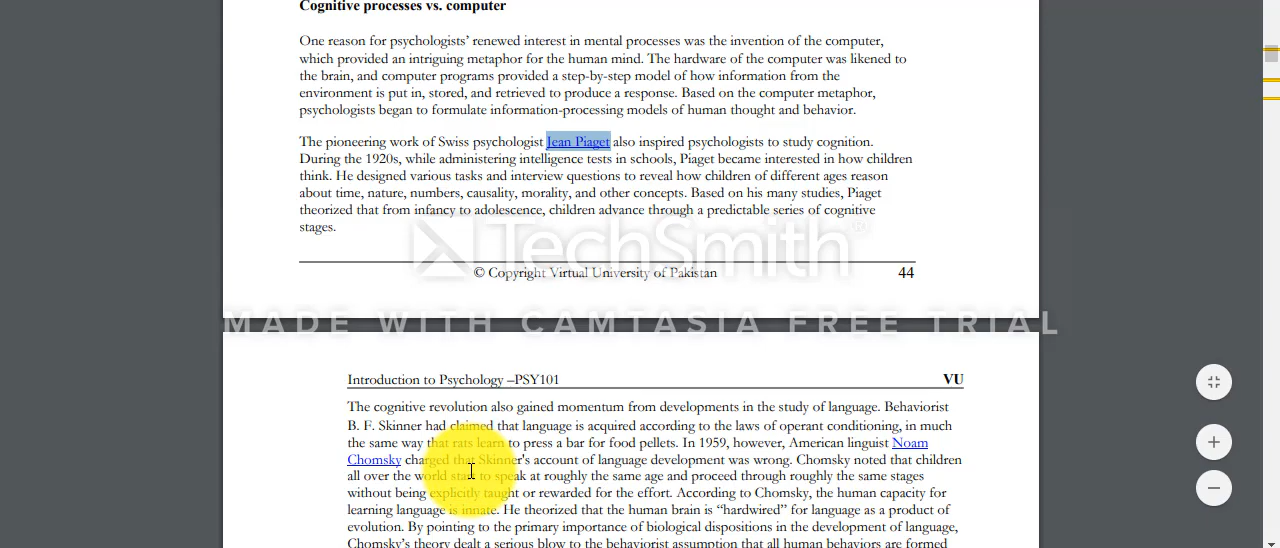 Cognitive processes vs. computer
One reason for psychologists' renewed interest in mental processes was the invention of the computer,
which provided an intriguing metaphor for the human mind. The hardware of the computer was likened to
the brain, and computer programs provided a step-by-step model of how information from the
environment is put in, stored, and retrieved to produce a response. Based on the computer metaphor,
psychologists began to formulate information-processing models of human thought and behavior.
The pioneering work of Swiss psychologist Jean Piaget also inspired psychologists to study cognition.
During the 1920s, while administering intelligence tests in schools, Piaget became interested in how children
think. He designed various tasks and interview questions to reveal how children of different ages reason
about time, nature, numbers, causality, morality, and other concepts. Based on his many studies, Piaget
theorized that from infancy to adolescence, children advance through a predictable series of cognitive
stages.
TechSmith
© Copyright Virtual University of Pakistan 44
MADE WITH CAMTASIA FREE TRIAL
Introduction to Psychology –PSY101 VU
The cognitive revolution also gained momentum from developments in the study of language. Behaviorist
B. F. Skinner had claimed that language is acquired according to the laws of operant conditioning, in much
the same way that rats learn to press a bar for food pellets. In 1959, however, American linguist Noam
Chomsky charged that Skinner's account of language development was wrong. Chomsky noted that children
all over the world start to speak at roughly the same age and proceed through roughly the same stages
without being explicitly taught or rewarded for the effort. According to Chomsky, the human capacity for
learning language is innate. He theorized that the human brain is “hardwired” for language as a product of
evolution. By pointing to the primary importance of biological dispositions in the development of language,
Chomsky's theory dealt a serious blow to the behaviorist assumption that all human behaviors are formed